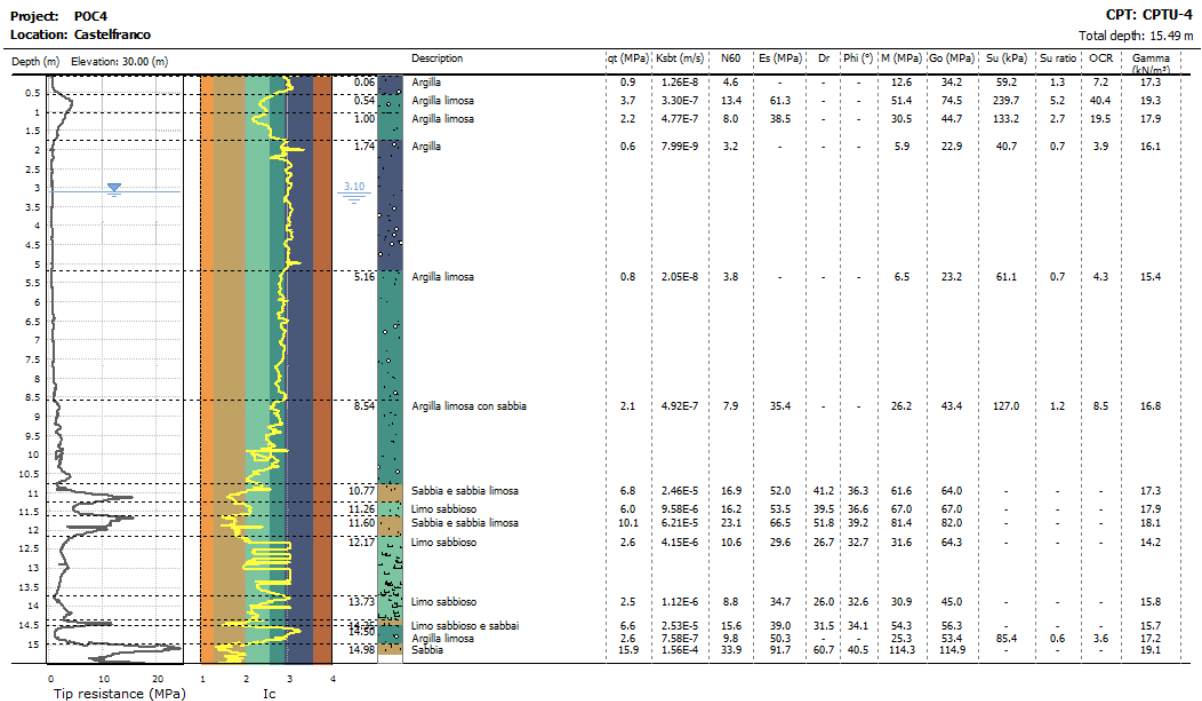 Project: POC4
CPT: CPTU-4
Location: Castelfranco
Total depth: 15.49 m
Depth (m) Elevation: 30.00 (m) Description qt (MPa) Ksbt (m/s) N60 Es (MPa) Dr Phi (°) M (MPa) Go (MPa) Su (kPa) Su ratio OCR Gamma (kN/m³)
0.06 Argilla 0.9 1.26E-8 4.6 - - - 12.6 34.2 59.2 1.3 7.2 17.3
0.5 0.54 Argilla limosa 3.7 3.30E-7 13.4 61.3 - - 51.4 74.5 239.7 5.2 40.4 19.3
1 1.00 Argilla limosa 2.2 4.77E-7 8.0 38.5 - - 30.5 44.7 133.2 2.7 19.5 17.9
1.5
1.74 Argilla 0.6 7.99E-9 3.2 - - - 5.9 22.9 40.7 0.7 3.9 16.1
2
2.5
3 3.10
3.5
4
4.5
5
5.16 Argilla limosa 0.8 2.05E-8 3.8 - - - 6.5 23.2 61.1 0.7 4.3 15.4
5.5
6
6.5
7
7.5
8
8.5
8.54 Argilla limosa con sabbia 2.1 4.92E-7 7.9 35.4 - - 26.2 43.4 127.0 1.2 8.5 16.8
9
9.5
10
10.5
11 10.77 Sabbia e sabbia limosa 6.8 2.46E-5 16.9 52.0 41.2 36.3 61.6 64.0 - - - 17.3
11.5 11.26 Limo sabbioso 6.0 9.58E-6 16.2 53.5 39.5 36.6 67.0 67.0 - - - 17.9
11.60 Sabbia e sabbia limosa 10.1 6.21E-5 23.1 66.5 51.8 39.2 81.4 82.0 - - - 18.1
12 12.17 Limo sabbioso 2.6 4.15E-6 10.6 29.6 26.7 32.7 31.6 64.3 - - - 14.2
12.5
13
13.5
13.73 Limo sabbioso 2.5 1.12E-6 8.8 34.7 26.0 32.6 30.9 45.0 - - - 15.8
14
14.5 Limo sabbioso e sabbai 6.6 2.53E-5 15.6 39.0 31.5 34.1 54.3 56.3 - - - 15.7
14.50 Argilla limosa 2.6 7.58E-7 9.8 50.3 - - 25.3 53.4 85.4 0.6 3.6 17.2
15 14.98 Sabbia 15.9 1.56E-4 33.9 91.7 60.7 40.5 114.3 114.9 - - - 19.1
0 10 20 1 2 3 4
Tip resistance (MPa) Ic